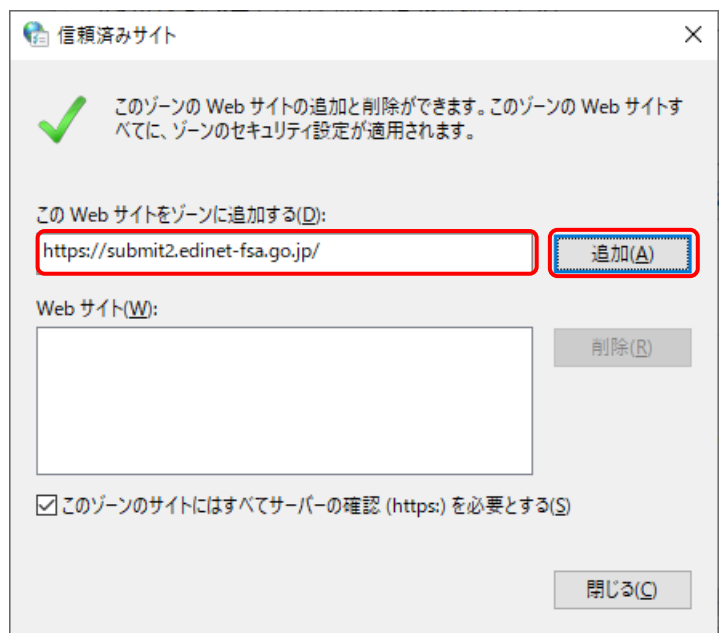 信頼済みサイト
このゾーンの Web サイトの追加と削除ができます。このゾーンの Web サイトす
べてに、ゾーンのセキュリティ設定が適用されます。
この Web サイトをゾーンに追加する(D):
https://submit2.edinet-fsa.go.jp/
追加(A)
Web サイト(W):
削除(R)
このゾーンのサイトにはすべてサーバーの確認 (https:) を必要とする(S)
閉じる(C)